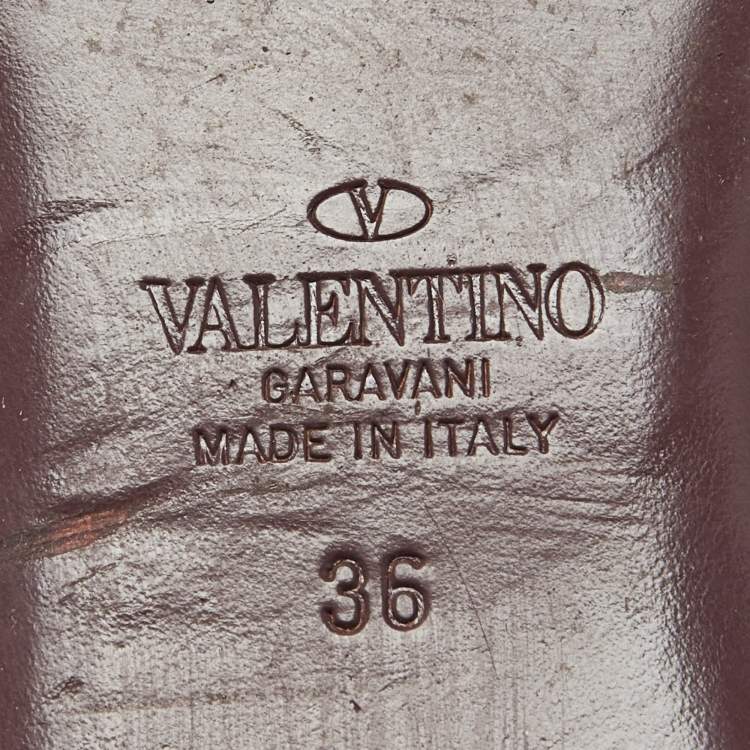 V
VALENTINO
GARAVANI
MADE IN ITALY
36